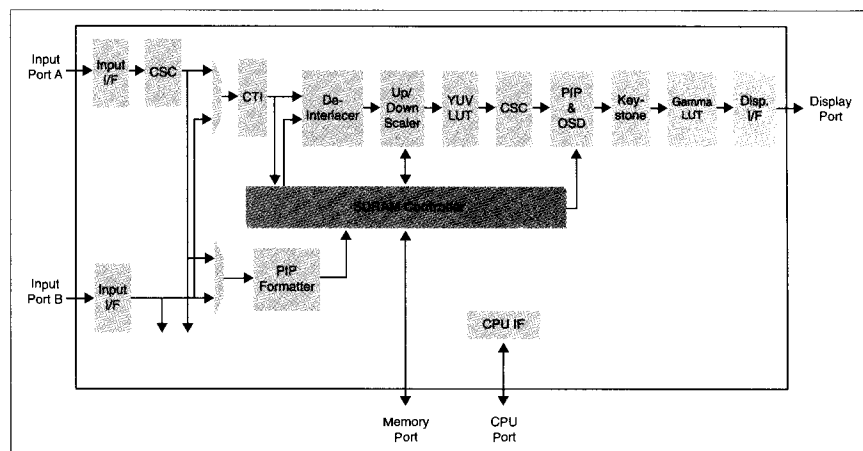 Input
Port A
Input
I/F
CSC
CTI
De-
Interlacer
Up/
Down
Scaler
YUV
LUT
CSC
PIP
&
OSD
Key-
stone
Gamma
LUT
Disp.
I/F
Display
Port
SDRAM Controller
Input
Port B
Input
I/F
PIP
Formatter
CPU IF
Memory
Port
CPU
Port